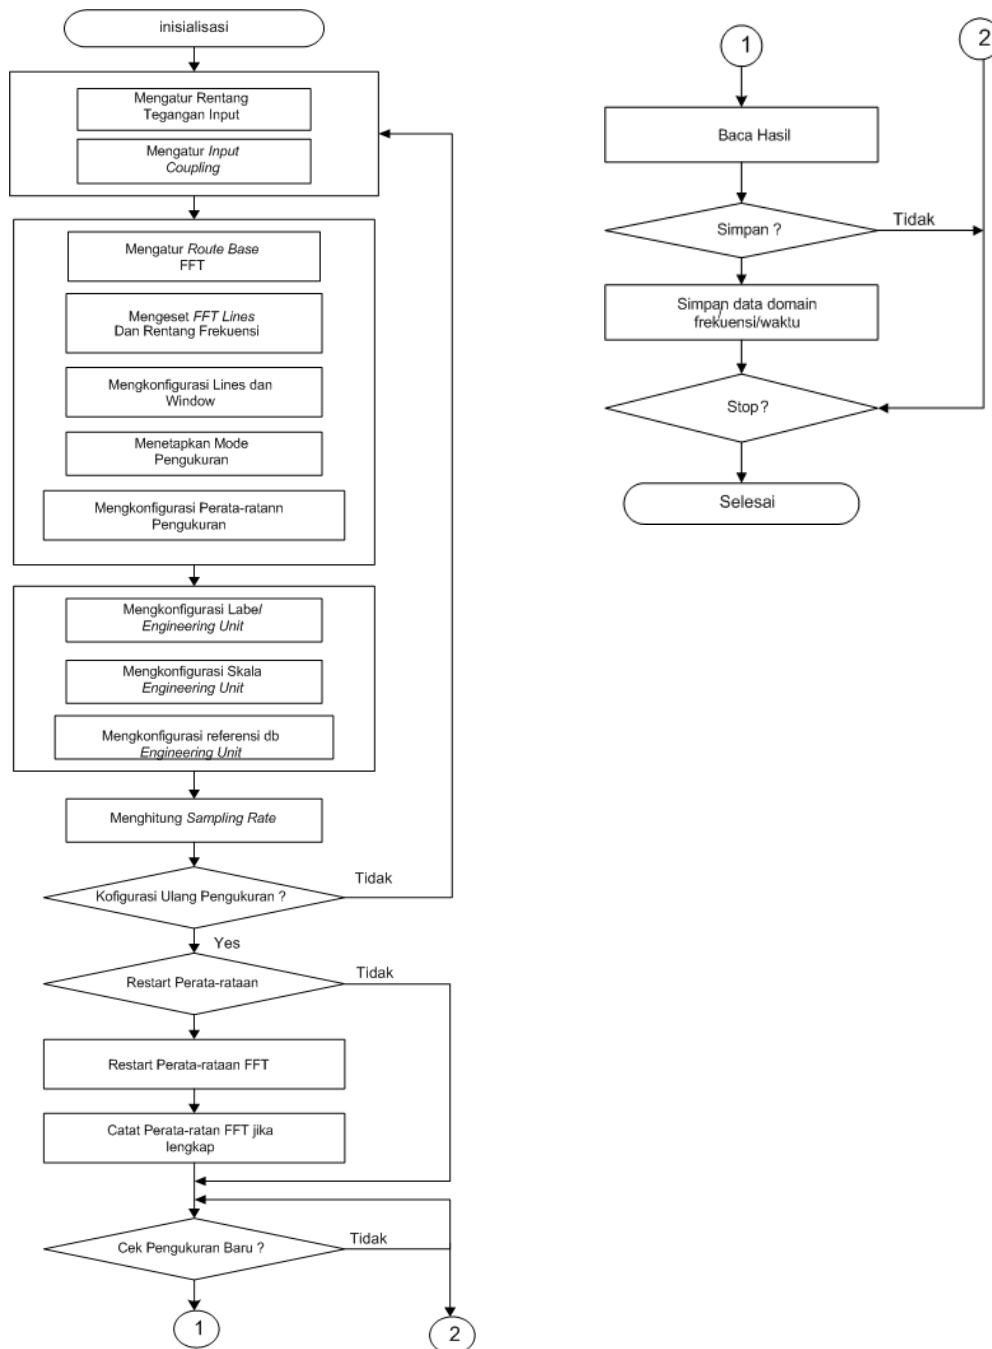 inisialisasi
Mengatur Rentang
Tegangan Input
Mengatur Input
Coupling
Mengatur Route Base
FFT
Mengeset FFT Lines
Dan Rentang Frekuensi
Mengkonfigurasi Lines dan
Window
Menetapkan Mode
Pengukuran
Mengkonfigurasi Perata-ratann
Pengukuran
Mengkonfigurasi Label
Engineering Unit
Mengkonfigurasi Skala
Engineering Unit
Mengkonfigurasi referensi db
Engineering Unit
Menghitung Sampling Rate
Kofigurasi Ulang Pengukuran ?
Tidak
Yes
Restart Perata-rataan
Tidak
Restart Perata-rataan FFT
Catat Perata-ratan FFT jika
lengkap
Cek Pengukuran Baru ?
Tidak
1
2
1
2
Baca Hasil
Simpan ?
Tidak
Simpan data domain
frekuensi/waktu
Stop?
Selesai